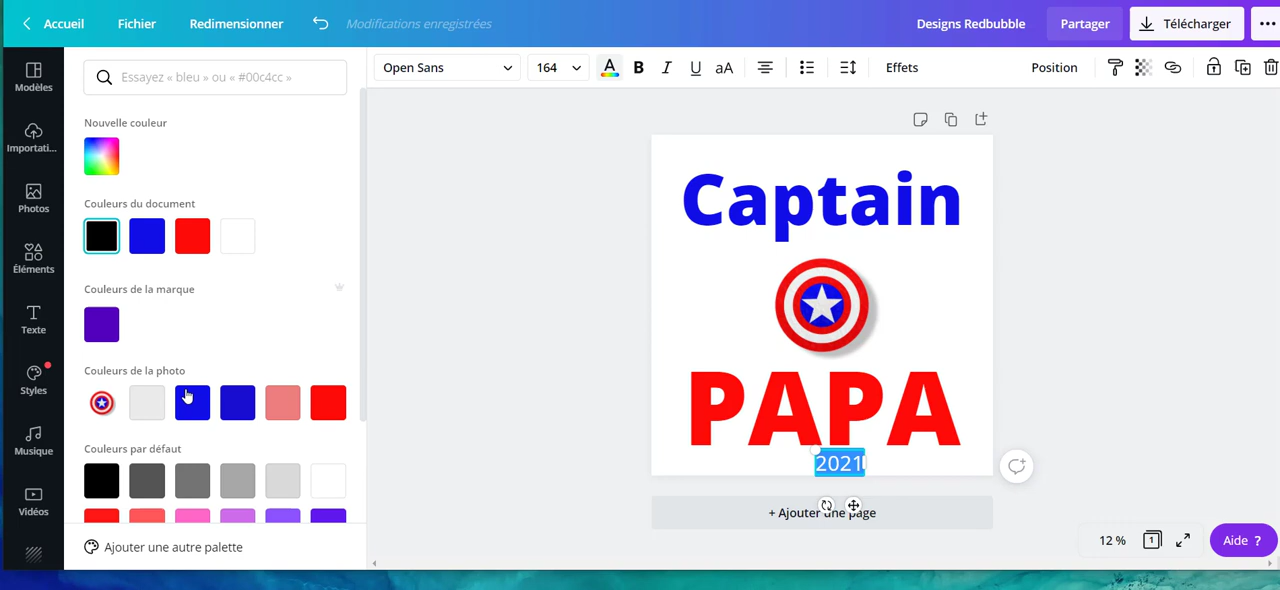 Accueil Fichier Redimensionner Modifications enregistrées Designs Redbubble Partager Télécharger
Essayez « bleu » ou « #00c4cc »
Open Sans 164 A B I U aA Effets Position
Modèles
Importati...
Photos
Éléments
Texte
Styles
Musique
Vidéos
Nouvelle couleur
Couleurs du document
Couleurs de la marque
Couleurs de la photo
Couleurs par défaut
Ajouter une autre palette
Captain
PAPA
2021
+ Ajouter une page
12 % 1 Aide ?